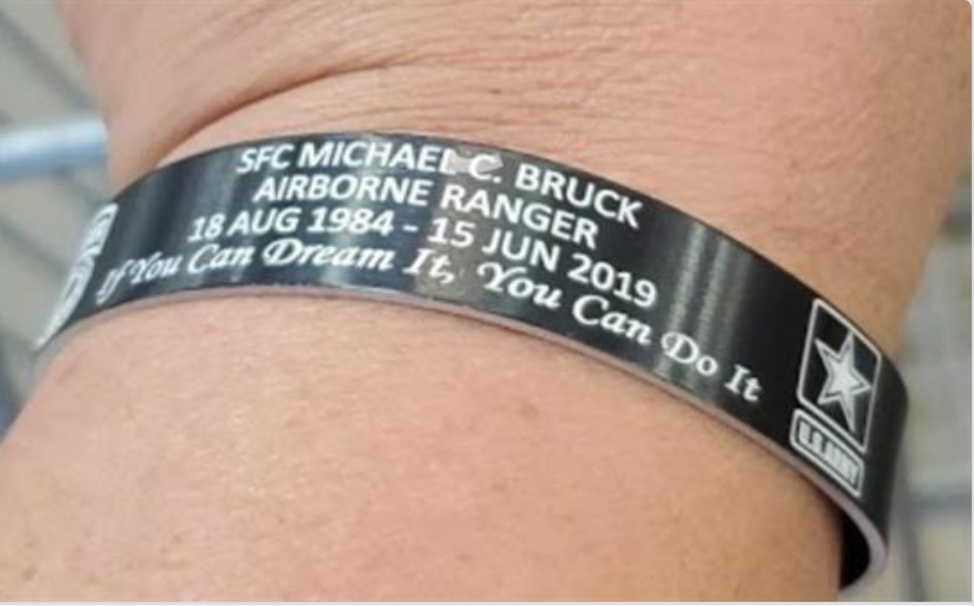 SFC MICHAEL C. BRUCK
AIRBORNE RANGER
18 AUG 1984 - 15 JUN 2019
If You Can Dream It, You Can Do It
U.S.ARMY